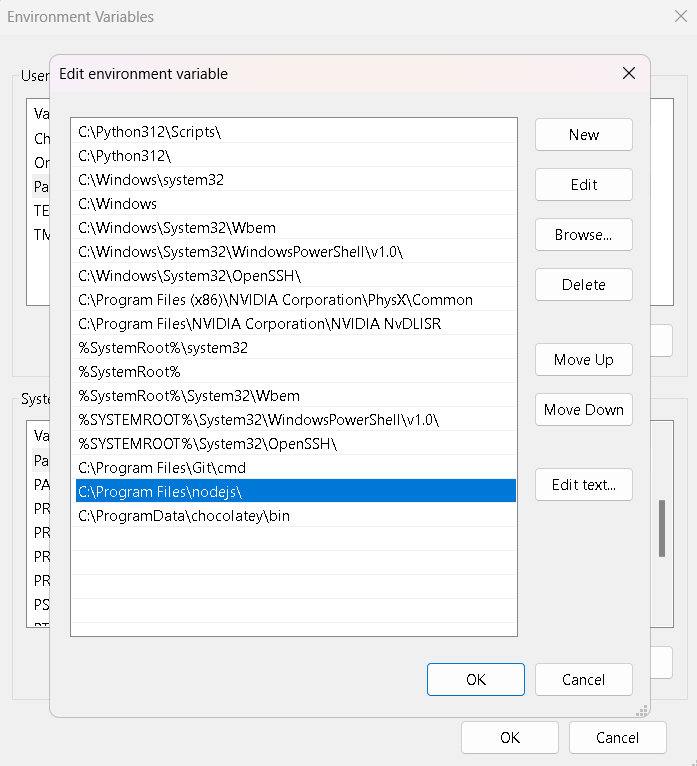 Environment Variables
User
Edit environment variable
Va
Ch
On
Pa
TE
TM
C:\Python312\Scripts\
C:\Python312\
C:\Windows\system32
C:\Windows
C:\Windows\System32\Wbem
C:\Windows\System32\WindowsPowerShell\v1.0\
C:\Windows\System32\OpenSSH\
C:\Program Files (x86)\NVIDIA Corporation\PhysX\Common
C:\Program Files\NVIDIA Corporation\NVIDIA NvDLISR
%SystemRoot%\system32
%SystemRoot%
%SystemRoot%\System32\Wbem
%SYSTEMROOT%\System32\WindowsPowerShell\v1.0\
%SYSTEMROOT%\System32\OpenSSH\
C:\Program Files\Git\cmd
C:\Program Files\nodejs\
C:\ProgramData\chocolatey\bin
New
Edit
Browse...
Delete
Move Up
Move Down
Edit text...
Syste
Va
Pa
PA
PR
PR
PR
PR
PS
OK
Cancel
OK
Cancel